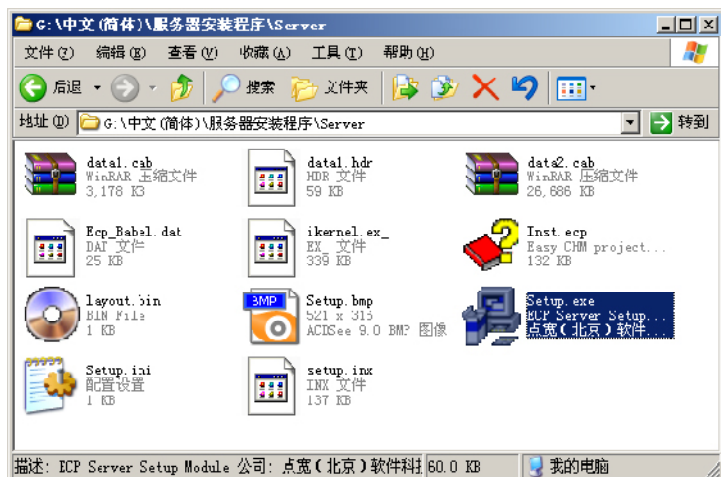 G:\中文(简体)\服务器安装程序\Server
文件(F) 编辑(E) 查看(V) 收藏(A) 工具(T) 帮助(H)
后退 搜索 文件夹
地址(D) G:\中文(简体)\服务器安装程序\Server 转到
data1.cab
WinRAR 压缩文件
3,178 KB
data1.hdr
HDR 文件
59 KB
data2.cab
WinRAR 压缩文件
26,686 KB
Ecp_Babel.dat
DAT 文件
25 KB
ikernel.ex_
EX_ 文件
339 KB
Inst.ecp
Easy CHM project...
132 KB
layout.bin
BIN File
1 KB
BMP
Setup.bmp
521 x 315
ACDSee 9.0 BMP 图像
Setup.exe
ECP Server Setup...
点宽(北京)软件...
Setup.ini
配置设置
1 KB
setup.inx
INX 文件
137 KB
描述: ECP Server Setup Module 公司: 点宽(北京)软件科技 60.0 KB 我的电脑